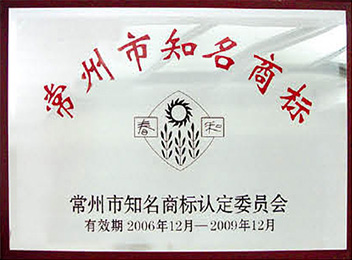 常州市知名商标
春 和
常州市知名商标认定委员会
有效期 2006年12月—2009年12月